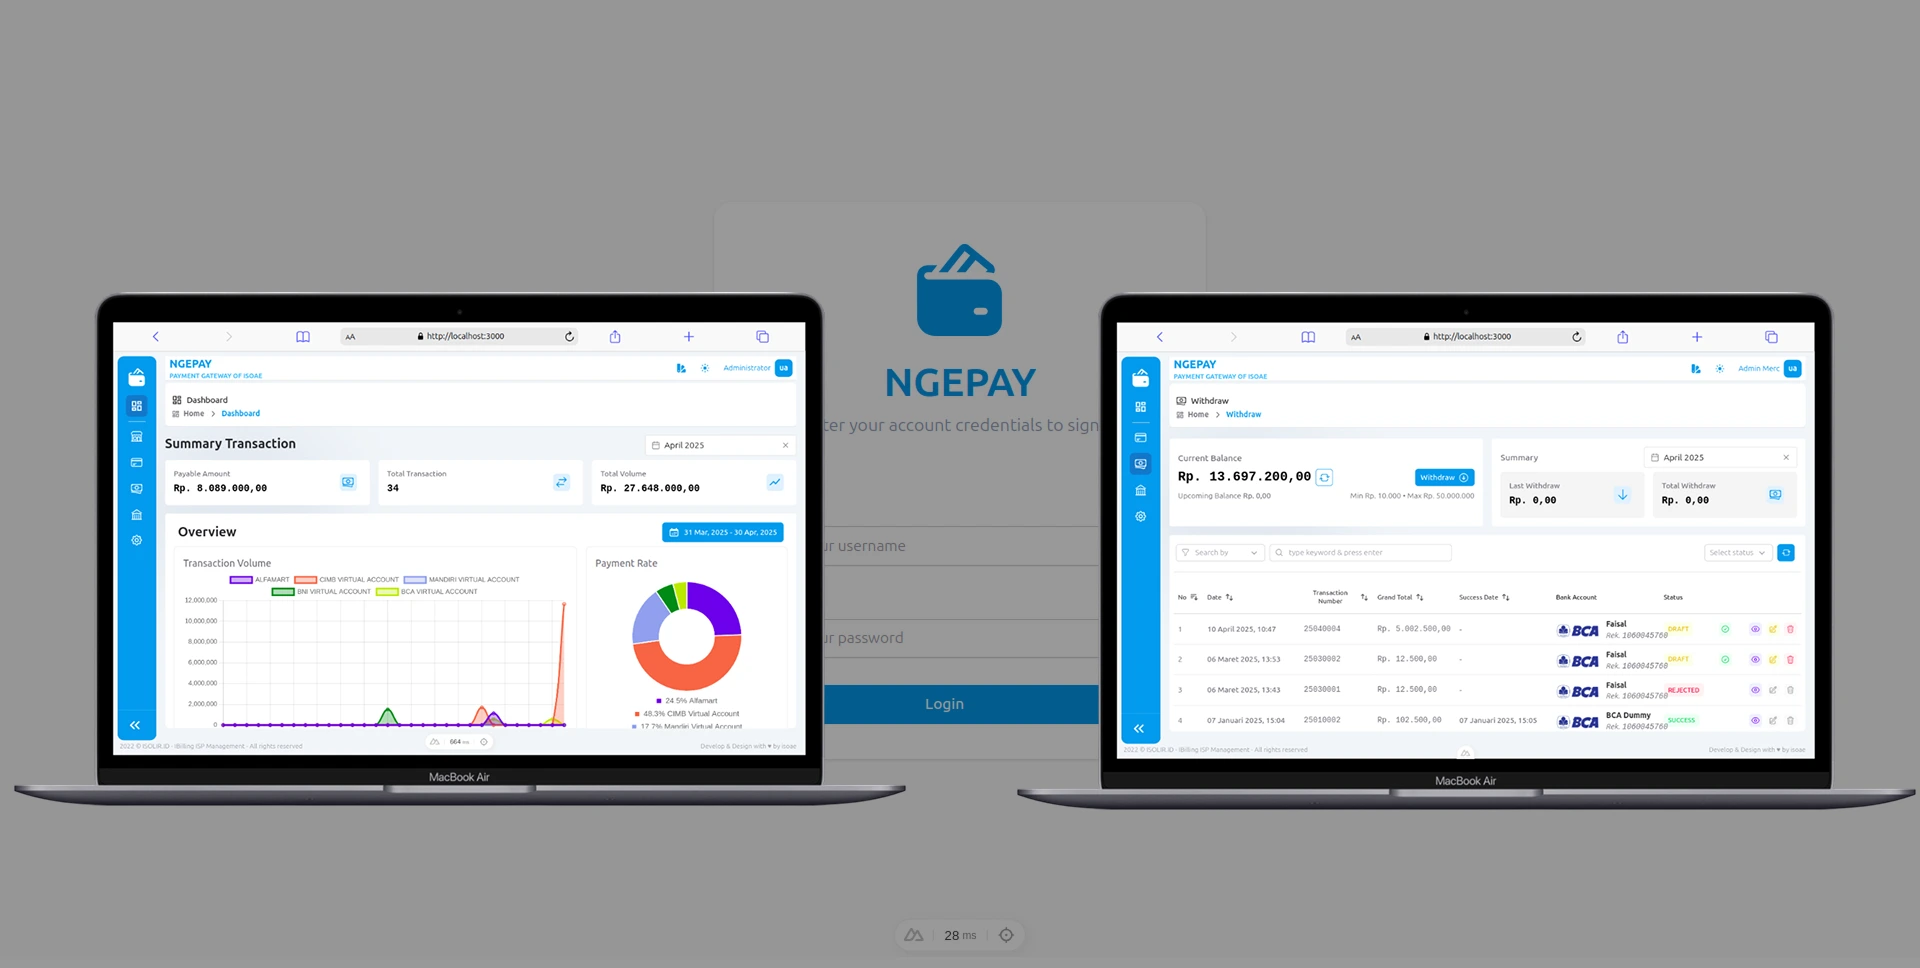 NGEPAY
ter your account credentials to sign
ur username
ur password
Login
28 ms
AA
http://localhost:3000
NGEPAY
PAYMENT GATEWAY OF ISOAE
Administrator
ua
Dashboard
Home > Dashboard
Summary Transaction
April 2025
Payable Amount
Rp. 8.089.000,00
Total Transaction
34
Total Volume
Rp. 27.648.000,00
Overview
31 Mar, 2025 - 30 Apr, 2025
Transaction Volume
ALFAMART CIMB VIRTUAL ACCOUNT MANDIRI VIRTUAL ACCOUNT
BNI VIRTUAL ACCOUNT BCA VIRTUAL ACCOUNT
12,000,000
10,000,000
8,000,000
6,000,000
4,000,000
2,000,000
0
Payment Rate
24.5% Alfamart
48.3% CIMB Virtual Account
17.7% Mandiri Virtual Account
2022 © ISOLIR.ID - iBilling ISP Management - All rights reserved
664 ms
Develop & Design with ♥ by isoae
MacBook Air
AA
http://localhost:3000
NGEPAY
PAYMENT GATEWAY OF ISOAE
Admin Merc
ua
Withdraw
Home > Withdraw
Current Balance
Rp. 13.697.200,00
Withdraw
Upcoming Balance Rp. 0,00
Min Rp. 10.000 • Max Rp. 50.000.000
Summary
April 2025
Last Withdraw
Rp. 0,00
Total Withdraw
Rp. 0,00
Search by
type keyword & press enter
Select status
No Date Transaction Number Grand Total Success Date Bank Account Status
1 10 April 2025, 10:47 25040004 Rp. 5.002.500,00 - BCA Faisal Rek. 1060045760 DRAFT
2 06 Maret 2025, 13:53 25030002 Rp. 12.500,00 - BCA Faisal Rek. 1060045760 DRAFT
3 06 Maret 2025, 13:43 25030001 Rp. 12.500,00 - BCA Faisal Rek. 1060045760 REJECTED
4 07 Januari 2025, 15:04 25010002 Rp. 102.500,00 07 Januari 2025, 15:05 BCA BCA Dummy Rek. 1060045760 SUCCESS
2022 © ISOLIR.ID - iBilling ISP Management - All rights reserved
Develop & Design with ♥ by isoae
MacBook Air